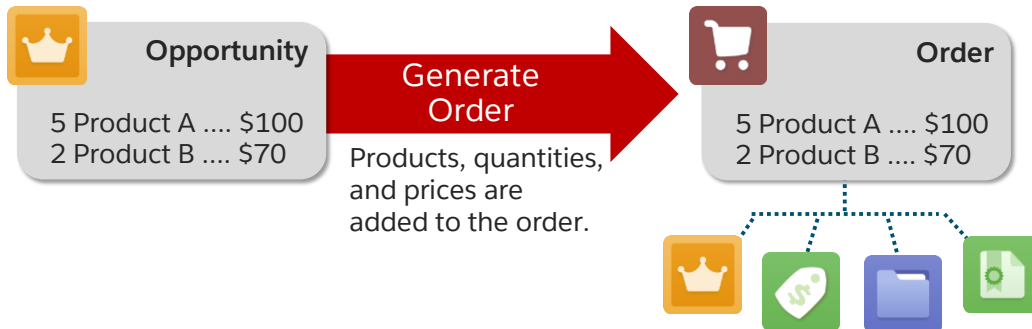 Opportunity
5 Product A .... $100
2 Product B .... $70
Generate
Order
Products, quantities,
and prices are
added to the order.
Order
5 Product A .... $100
2 Product B .... $70
$